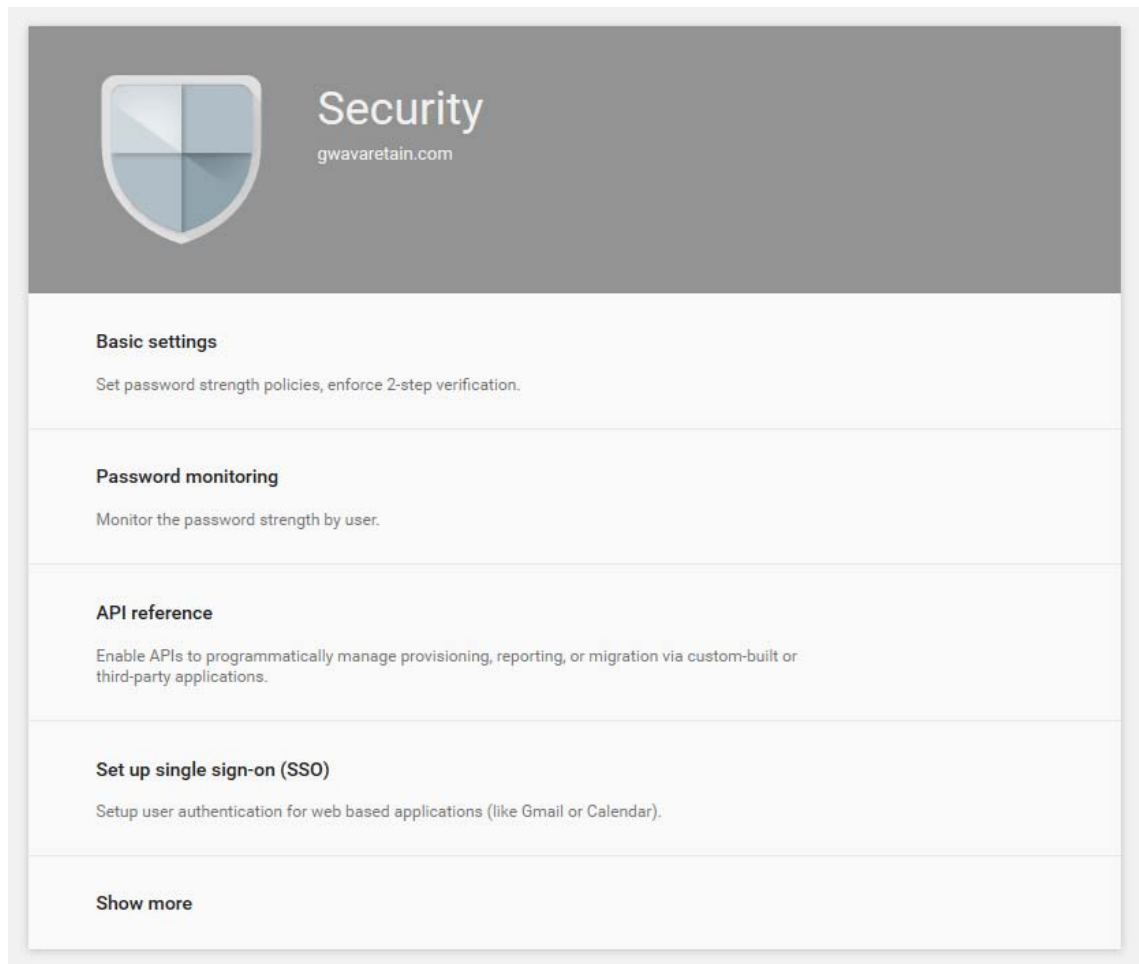 Security
gwavaretain.com
Basic settings
Set password strength policies, enforce 2-step verification.
Password monitoring
Monitor the password strength by user.
API reference
Enable APIs to programmatically manage provisioning, reporting, or migration via custom-built or
third-party applications.
Set up single sign-on (SSO)
Setup user authentication for web based applications (like Gmail or Calendar).
Show more